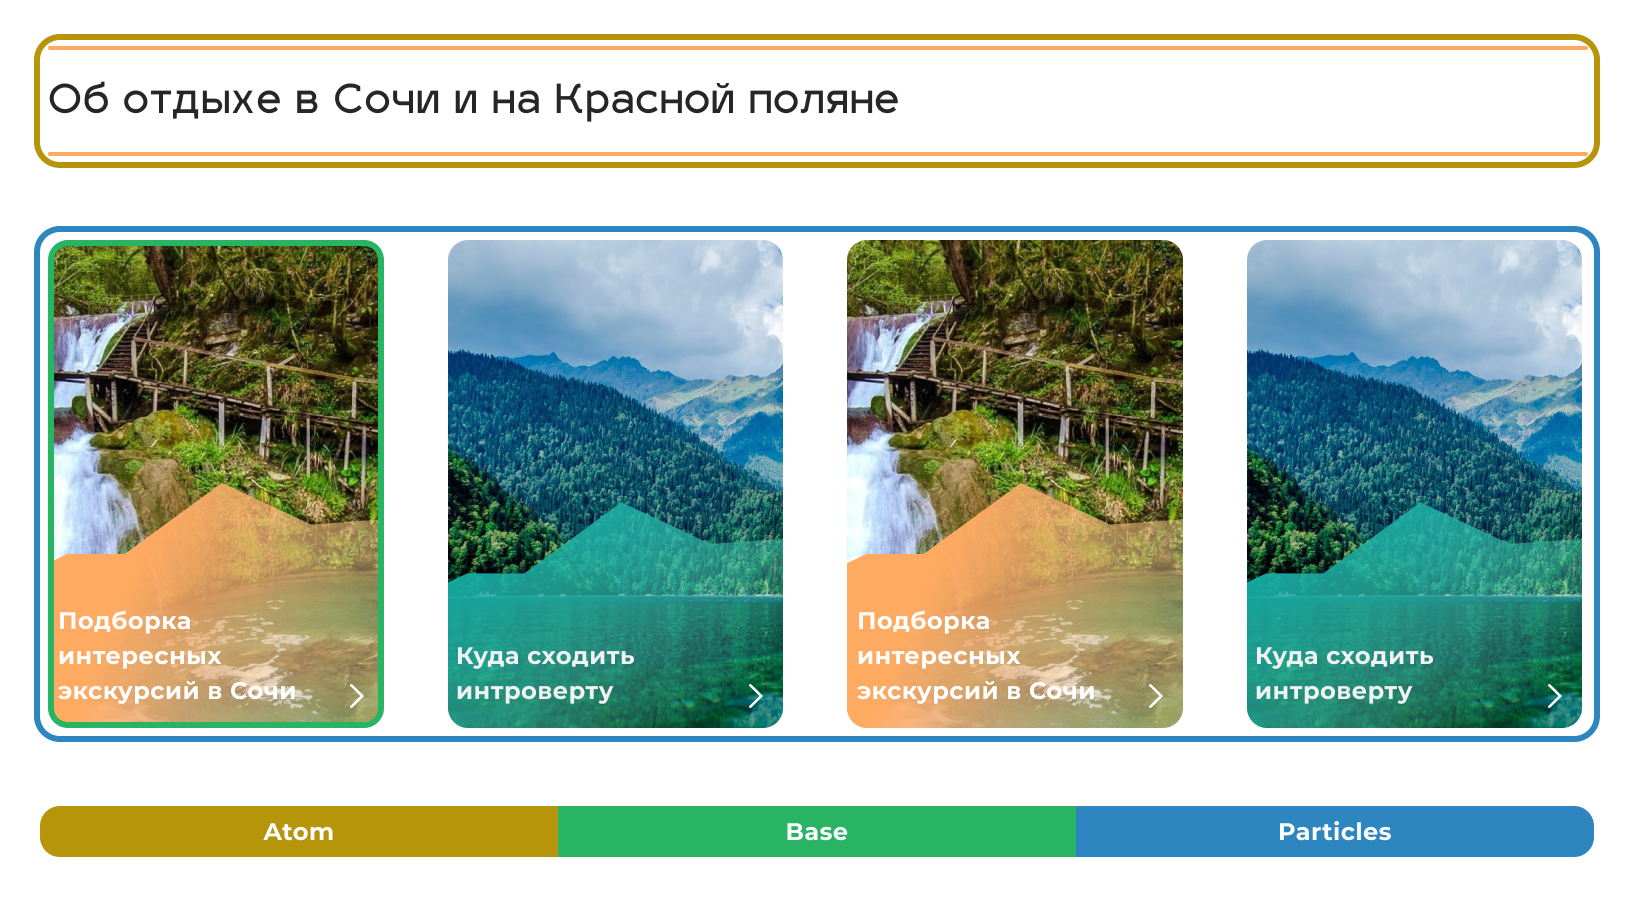 Об отдыхе в Сочи и на Красной поляне
Подборка
интересных
экскурсий в Сочи
Куда сходить
интроверту
Подборка
интересных
экскурсий в Сочи
Куда сходить
интроверту
Atom
Base
Particles